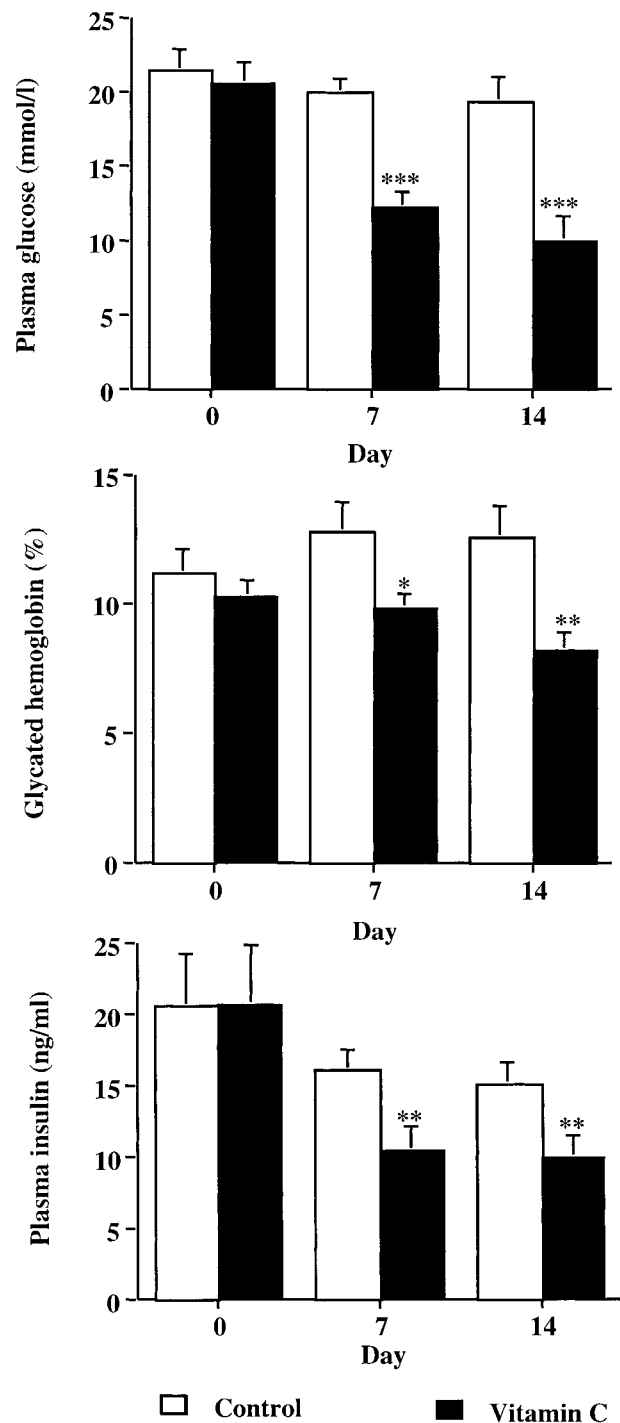 25
20
15
10
5
0
Plasma glucose (mmol/l)
***
***
0 7 14
Day
15
10
5
0
Glycated hemoglobin (%)
*
**
0 7 14
Day
25
20
15
10
5
0
Plasma insulin (ng/ml)
**
**
0 7 14
Day
Control Vitamin C